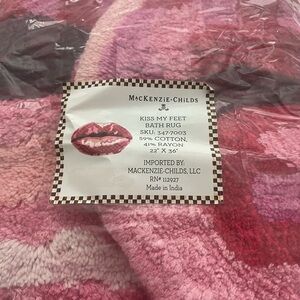 MACKENZIE-CHILDS
KISS MY FEET
BATH RUG
SKU: 347-7003
59% COTTON,
41% RAYON
22" X 36"
IMPORTED BY:
MACKENZIE-CHILDS, LLC
RN# 112927
Made in India